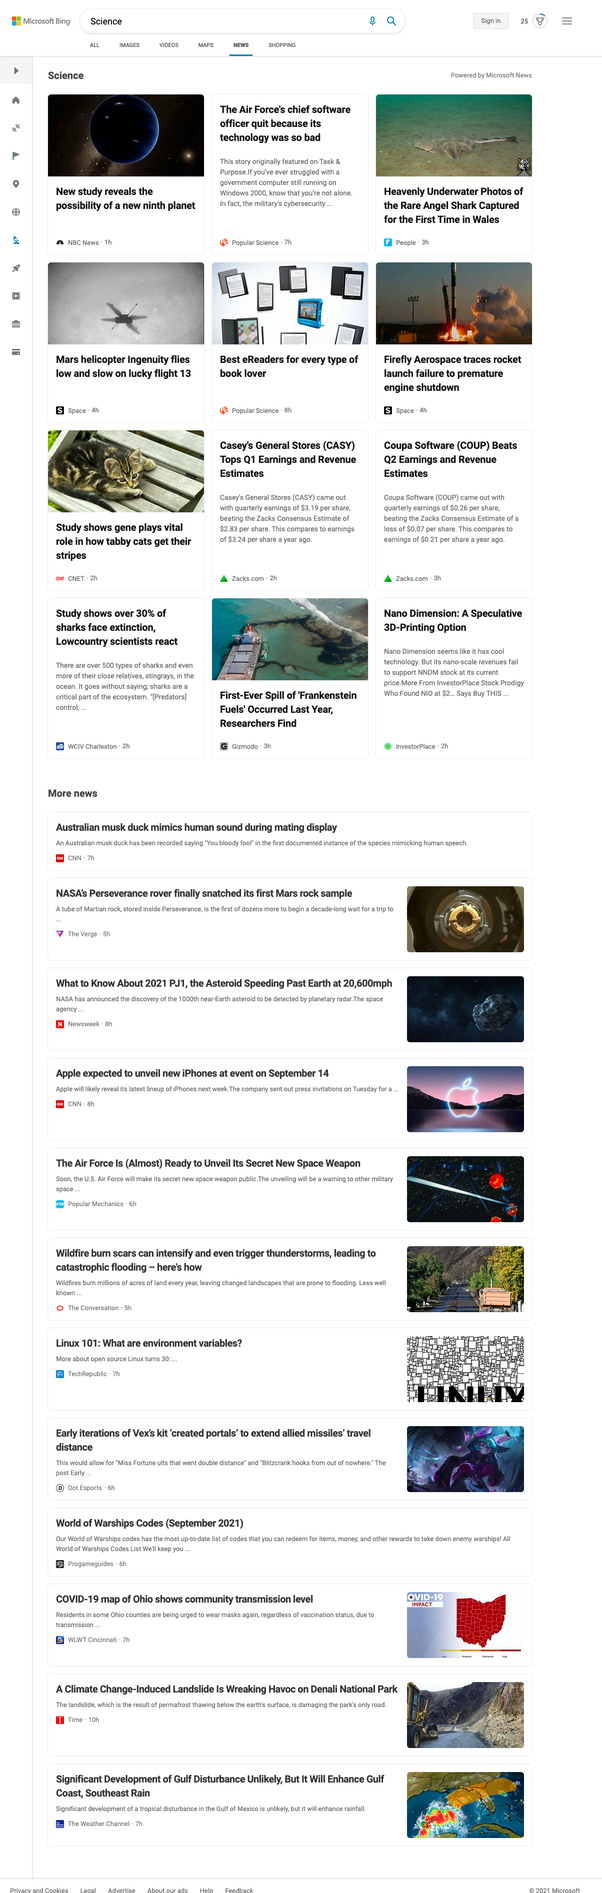 Microsoft Bing
Science
Sign in
25
ALL IMAGES VIDEOS MAPS NEWS SHOPPING
Science
Powered by Microsoft News
New study reveals the
possibility of a new ninth planet
NBC News · 1h
The Air Force's chief software
officer quit because its
technology was so bad
This story originally featured on Task &
Purpose.If you've ever struggled with a
government computer still running on
Windows 2000, know that you're not alone.
In fact, the military's cybersecurity ...
Popular Science · 7h
Heavenly Underwater Photos of
the Rare Angel Shark Captured
for the First Time in Wales
People · 3h
Mars helicopter Ingenuity flies
low and slow on lucky flight 13
Space · 4h
Best eReaders for every type of
book lover
Popular Science · 8h
Firefly Aerospace traces rocket
launch failure to premature
engine shutdown
Space · 4h
Study shows gene plays vital
role in how tabby cats get their
stripes
CNET · 2h
Casey's General Stores (CASY)
Tops Q1 Earnings and Revenue
Estimates
Casey's General Stores (CASY) came out
with quarterly earnings of $3.19 per share,
beating the Zacks Consensus Estimate of
$2.83 per share. This compares to earnings
of $3.24 per share a year ago.
Zacks.com · 2h
Coupa Software (COUP) Beats
Q2 Earnings and Revenue
Estimates
Coupa Software (COUP) came out with
quarterly earnings of $0.26 per share,
beating the Zacks Consensus Estimate of a
loss of $0.07 per share. This compares to
earnings of $0.21 per share a year ago.
Zacks.com · 3h
Study shows over 30% of
sharks face extinction,
Lowcountry scientists react
There are over 500 types of sharks and even
more of their close relatives, stingrays, in the
ocean. It goes without saying; sharks are a
critical part of the ecosystem. "[Predators]
control, ...
WCIV Charleston · 2h
First-Ever Spill of 'Frankenstein
Fuels' Occurred Last Year,
Researchers Find
Gizmodo · 3h
Nano Dimension: A Speculative
3D-Printing Option
Nano Dimension seems like it has cool
technology. But its nano-scale revenues fail
to support NNDM stock at its current
price.More From InvestorPlace Stock Prodigy
Who Found NIO at $2… Says Buy THIS ...
InvestorPlace · 2h
More news
Australian musk duck mimics human sound during mating display
An Australian musk duck has been recorded saying "You bloody fool" in the first documented instance of the species mimicking human speech.
CNN · 7h
NASA's Perseverance rover finally snatched its first Mars rock sample
A tube of Martian rock, stored inside Perseverance, is the first of dozens more to begin a decade-long wait for a trip to
...
The Verge · 5h
What to Know About 2021 PJ1, the Asteroid Speeding Past Earth at 20,600mph
NASA has announced the discovery of the 1000th near-Earth asteroid to be detected by planetary radar.The space
agency ...
Newsweek · 8h
Apple expected to unveil new iPhones at event on September 14
Apple will likely reveal its latest lineup of iPhones next week.The company sent out press invitations on Tuesday for a ...
CNN · 8h
The Air Force Is (Almost) Ready to Unveil Its Secret New Space Weapon
Soon, the U.S. Air Force will make its secret new space weapon public.The unveiling will be a warning to other military
space ...
Popular Mechanics · 6h
Wildfire burn scars can intensify and even trigger thunderstorms, leading to
catastrophic flooding – here's how
Wildfires burn millions of acres of land every year, leaving changed landscapes that are prone to flooding. Less well
known ...
The Conversation · 5h
Linux 101: What are environment variables?
More about open source Linux turns 30: ...
TechRepublic · 7h
LINUX
Early iterations of Vex's kit 'created portals' to extend allied missiles' travel
distance
This would allow for "Miss Fortune ults that went double distance" and "Blitzcrank hooks from out of nowhere." The
post Early ...
Dot Esports · 6h
World of Warships Codes (September 2021)
Our World of Warships codes has the most up-to-date list of codes that you can redeem for items, money, and other rewards to take down enemy warships! All
World of Warships Codes List We'll keep you ...
Progameguides · 6h
COVID-19 map of Ohio shows community transmission level
Residents in some Ohio counties are being urged to wear masks again, regardless of vaccination status, due to
transmission ...
WLWT Cincinnati · 7h
OVID-19
IMPACT
A Climate Change-Induced Landslide Is Wreaking Havoc on Denali National Park
The landslide, which is the result of permafrost thawing below the earth's surface, is damaging the park's only road.
Time · 10h
Significant Development of Gulf Disturbance Unlikely, But It Will Enhance Gulf
Coast, Southeast Rain
Significant development of a tropical disturbance in the Gulf of Mexico is unlikely, but it will enhance rainfall.
The Weather Channel · 7h
Privacy and Cookies Legal Advertise About our ads Help Feedback
© 2021 Microsoft